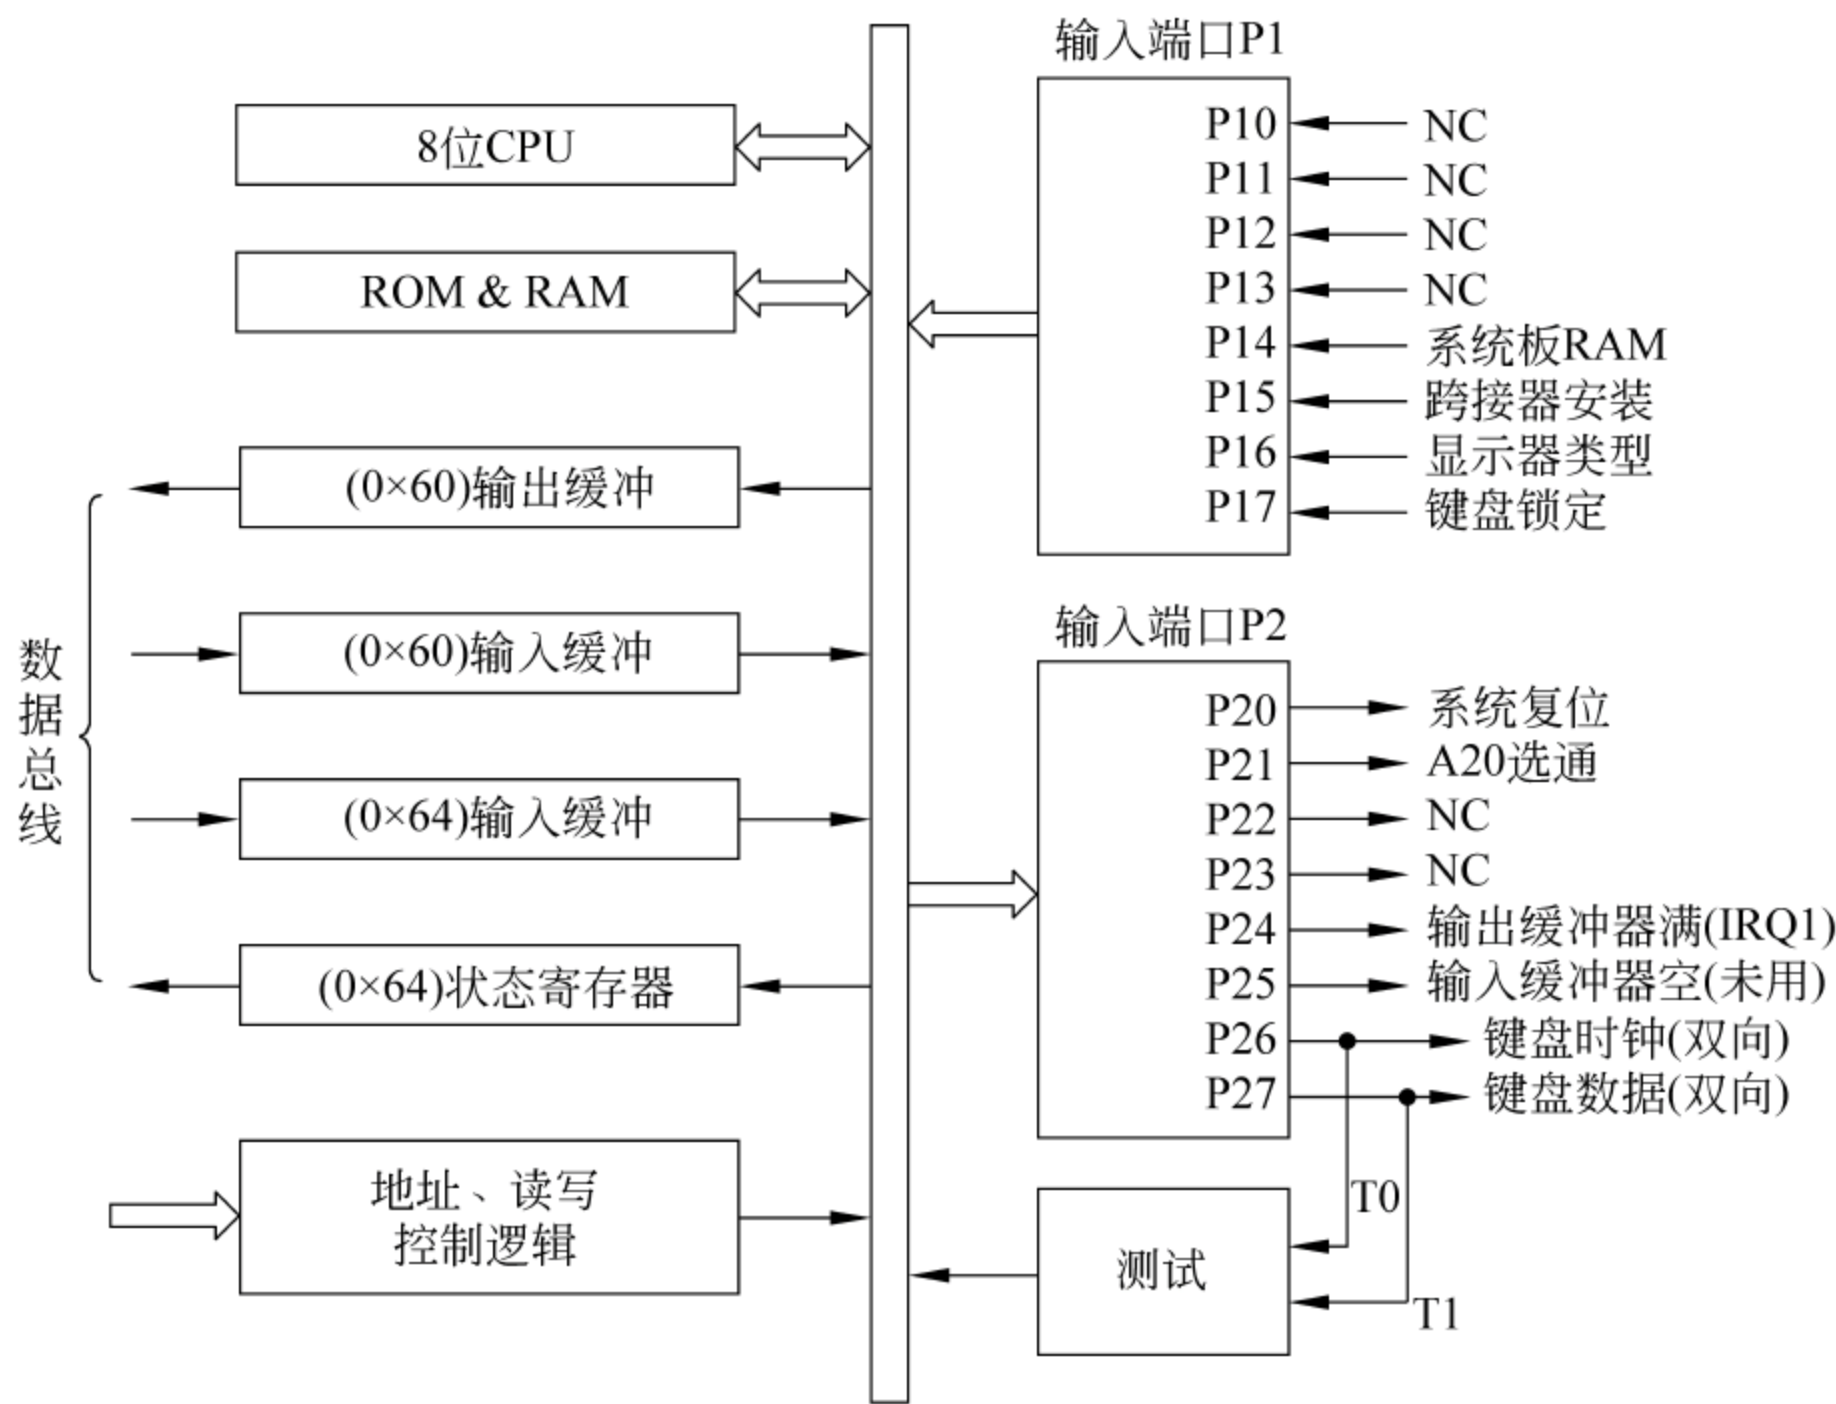 输入端口P1
8位CPU
ROM & RAM
(0×60)输出缓冲
(0×60)输入缓冲
(0×64)输入缓冲
(0×64)状态寄存器
地址、读写
控制逻辑
数据总线
P10 NC
P11 NC
P12 NC
P13 NC
P14 系统板RAM
P15 跨接器安装
P16 显示器类型
P17 键盘锁定
输入端口P2
P20 系统复位
P21 A20选通
P22 NC
P23 NC
P24 输出缓冲器满(IRQ1)
P25 输入缓冲器空(未用)
P26 键盘时钟(双向)
P27 键盘数据(双向)
T0
测试
T1